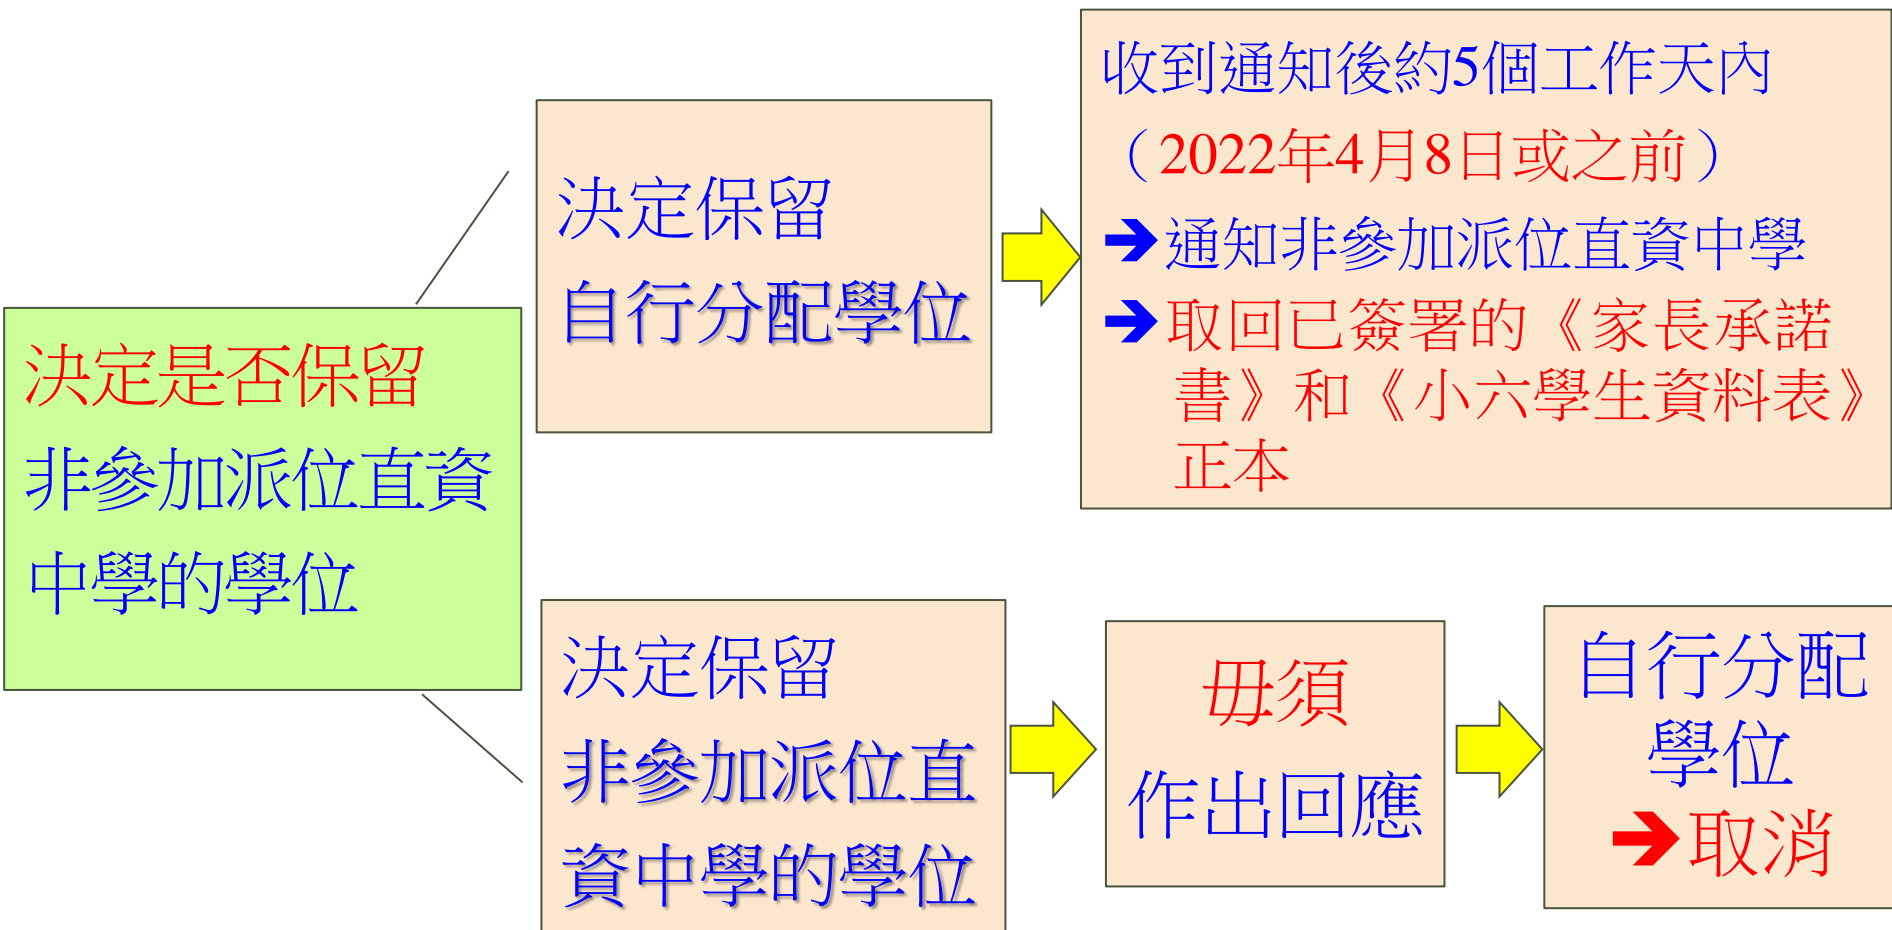 決定是否保留
非參加派位直資
中學的學位
決定保留
自行分配學位
收到通知後約5個工作天內
（2022年4月8日或之前）
➔通知非參加派位直資中學
➔取回已簽署的《家長承諾
書》和《小六學生資料表》
正本
決定保留
非參加派位直
資中學的學位
毋須
作出回應
自行分配
學位
➔取消